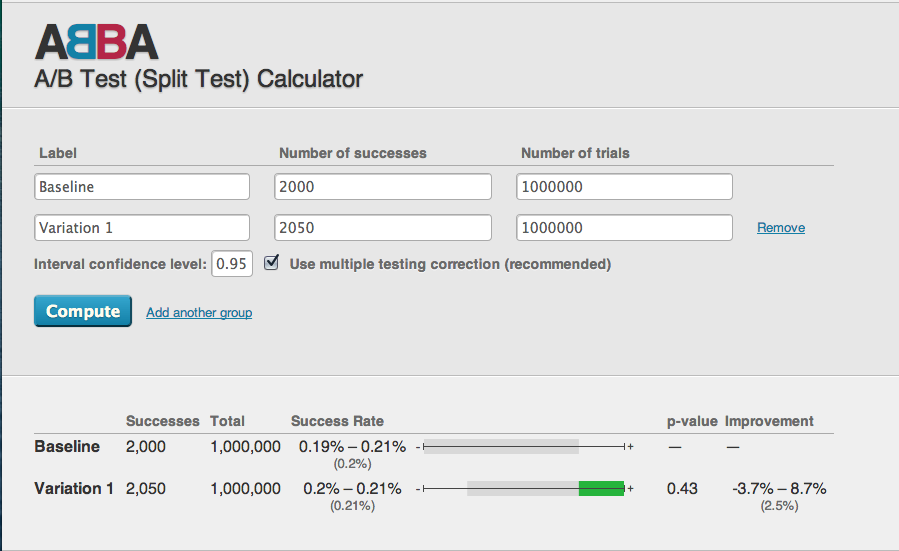 ABBA
A/B Test (Split Test) Calculator
Label Number of successes Number of trials
Baseline 2000 1000000
Variation 1 2050 1000000 Remove
Interval confidence level: 0.95 Use multiple testing correction (recommended)
Compute Add another group
Successes Total Success Rate p-value Improvement
Baseline 2,000 1,000,000 0.19% – 0.21% - + — —
(0.2%)
Variation 1 2,050 1,000,000 0.2% – 0.21% - + 0.43 -3.7% – 8.7%
(0.21%) (2.5%)